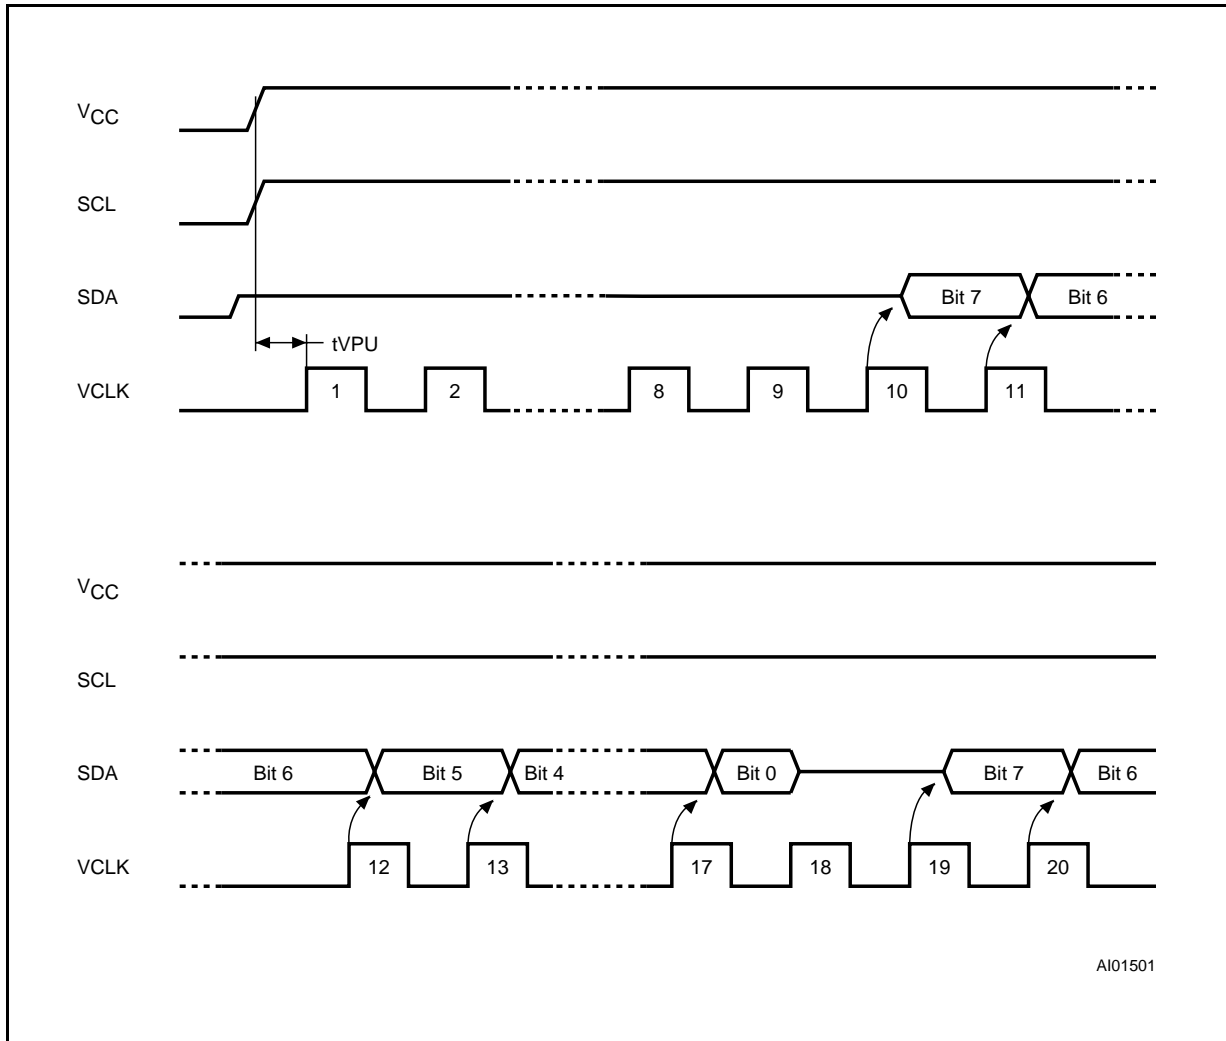 VCC
SCL
SDA Bit 7 Bit 6
tVPU
VCLK 1 2 8 9 10 11
VCC
SCL
SDA Bit 6 Bit 5 Bit 4 Bit 0 Bit 7 Bit 6
VCLK 12 13 17 18 19 20
AI01501